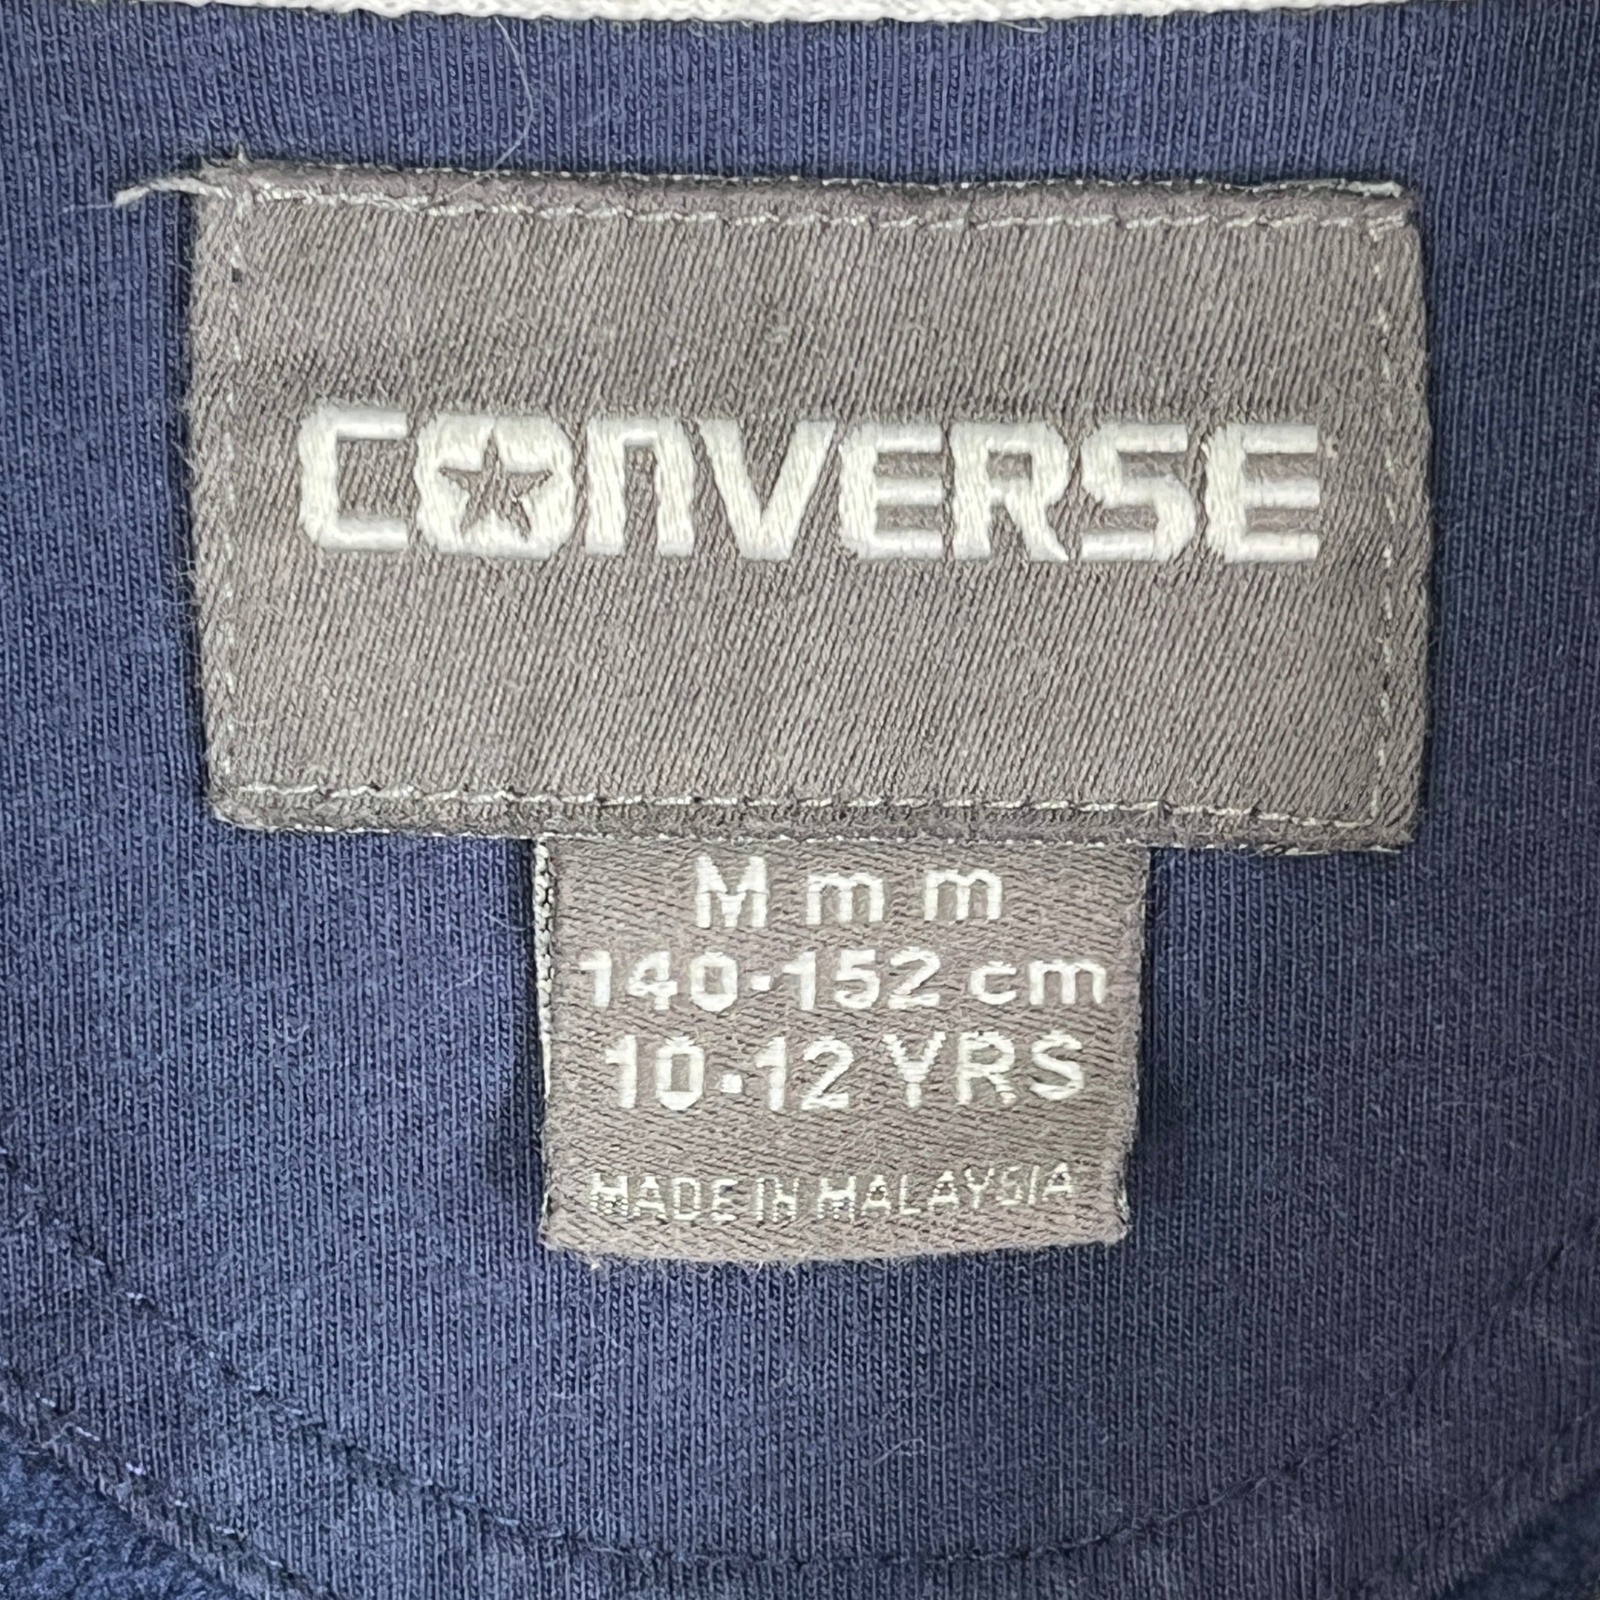 CONVERSE
M m m
140-152 cm
10-12 YRS
MADE IN MALAYSIA